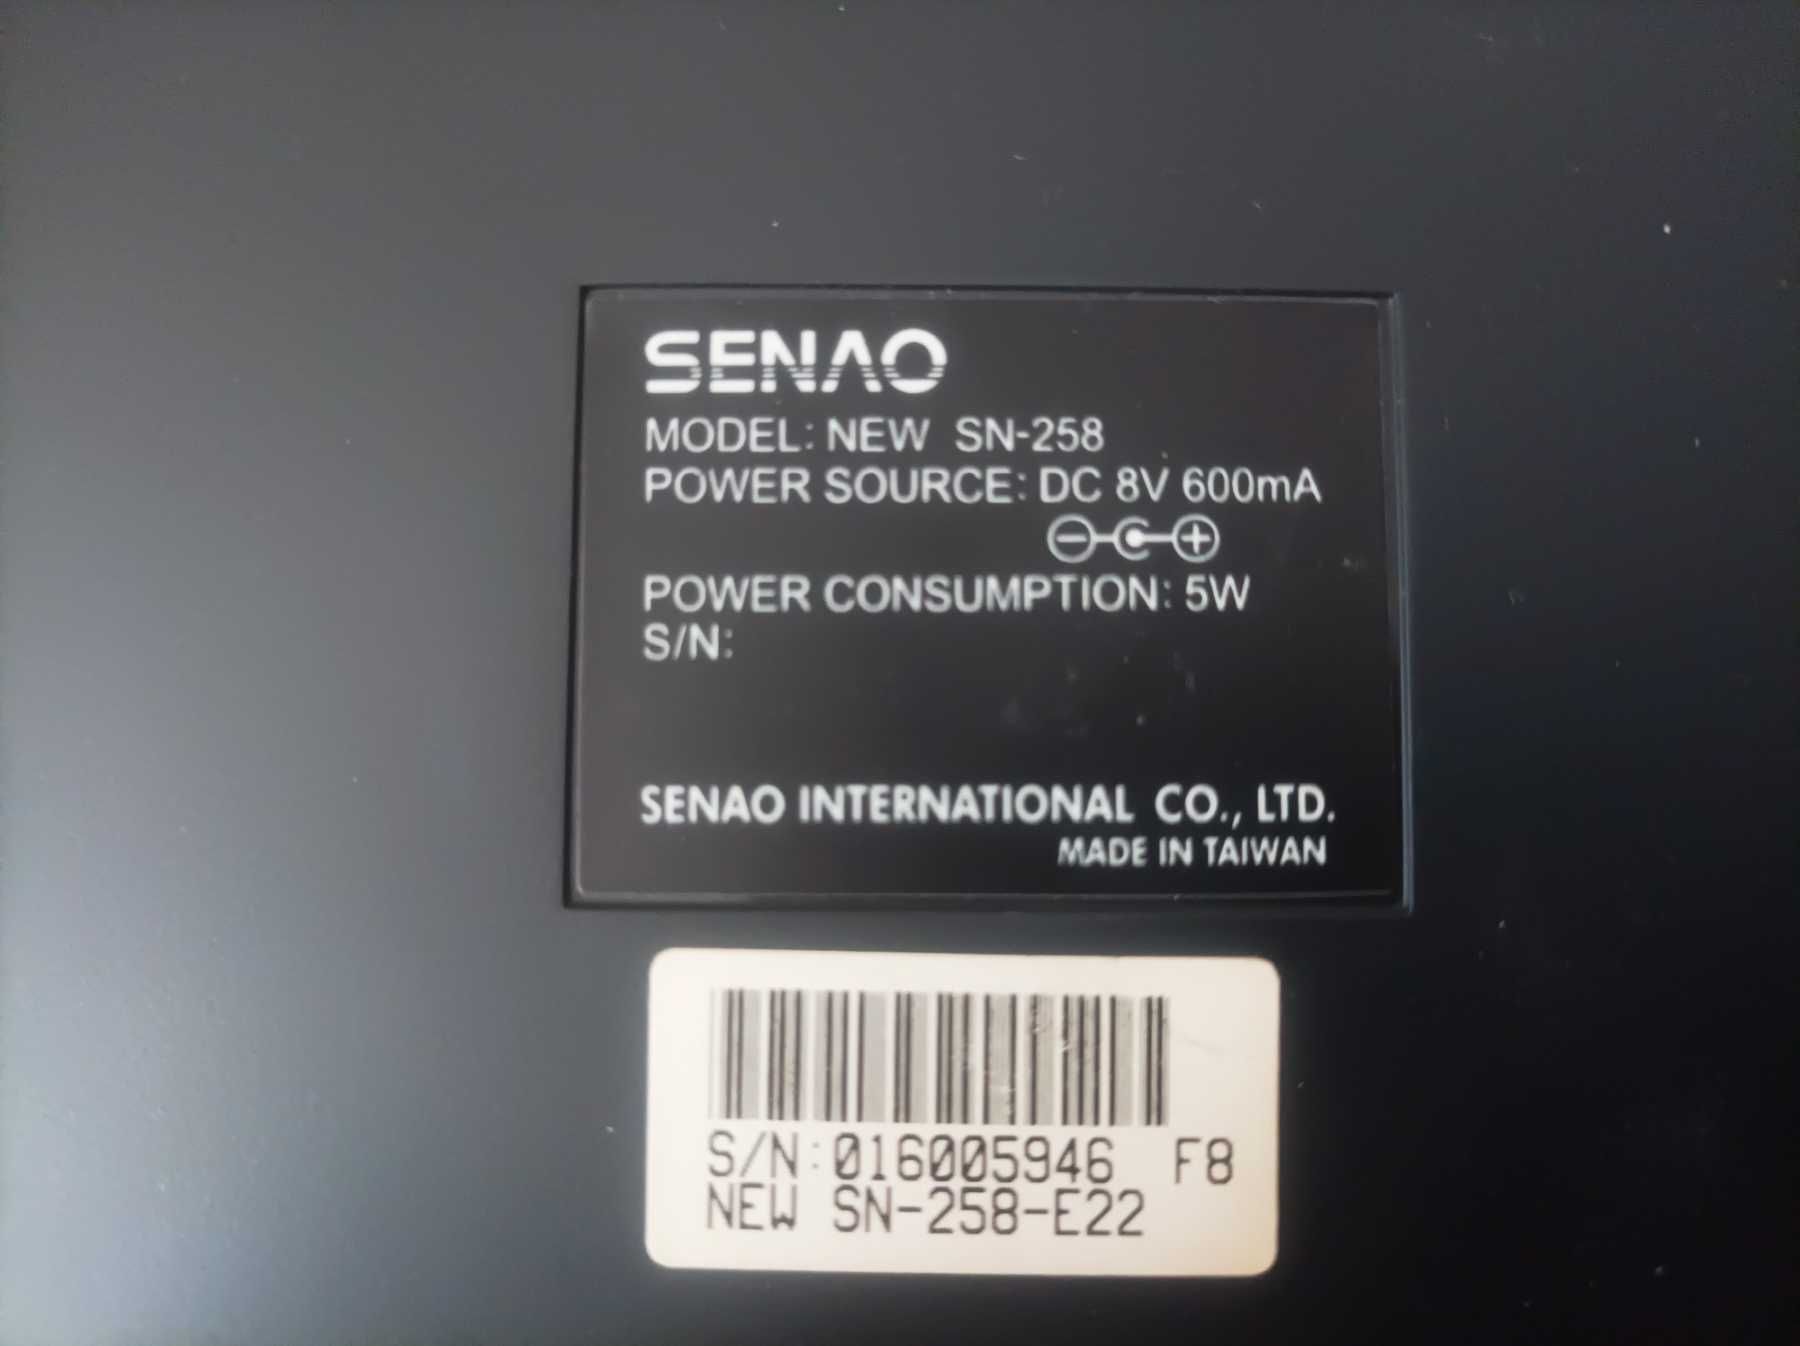 SENAO
MODEL: NEW SN-258
POWER SOURCE: DC 8V 600mA
POWER CONSUMPTION: 5W
S/N:
SENAO INTERNATIONAL CO., LTD.
MADE IN TAIWAN
S/N:016005946 F8
NEW SN-258-E22